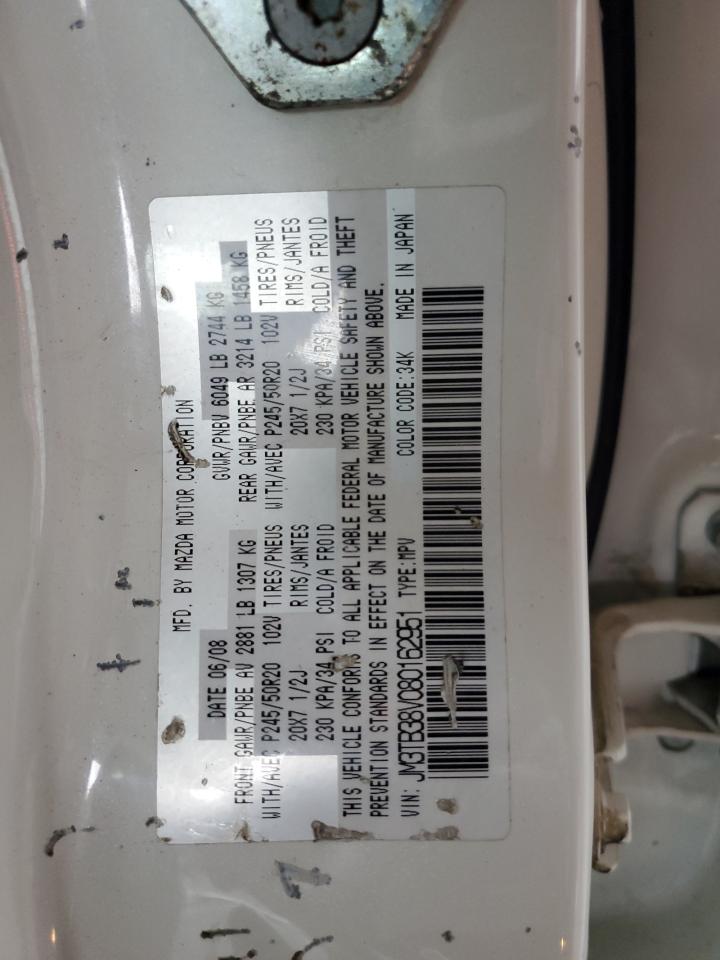 MFD. BY MAZDA MOTOR CORPORATION
DATE 06/08 GVWR/PNBV 6049 LB 2744 KG
FRONT GAWR/PNBE AV 2881 LB 1307 KG REAR GAWR/PNBE AR 3214 LB 1458 KG
WITH/AVEC P245/50R20 102V TIRES/PNEUS WITH/AVEC P245/50R20 102V TIRES/PNEUS
20X7 1/2J RIMS/JANTES 20X7 1/2J RIMS/JANTES
230 KPA/34 PSI COLD/A FROID 230 KPA/34 PSI COLD/A FROID
THIS VEHICLE CONFORMS TO ALL APPLICABLE FEDERAL MOTOR VEHICLE SAFETY AND THEFT
PREVENTION STANDARDS IN EFFECT ON THE DATE OF MANUFACTURE SHOWN ABOVE.
VIN: JM3TB38V080162951 TYPE:MPV COLOR CODE:34K MADE IN JAPAN